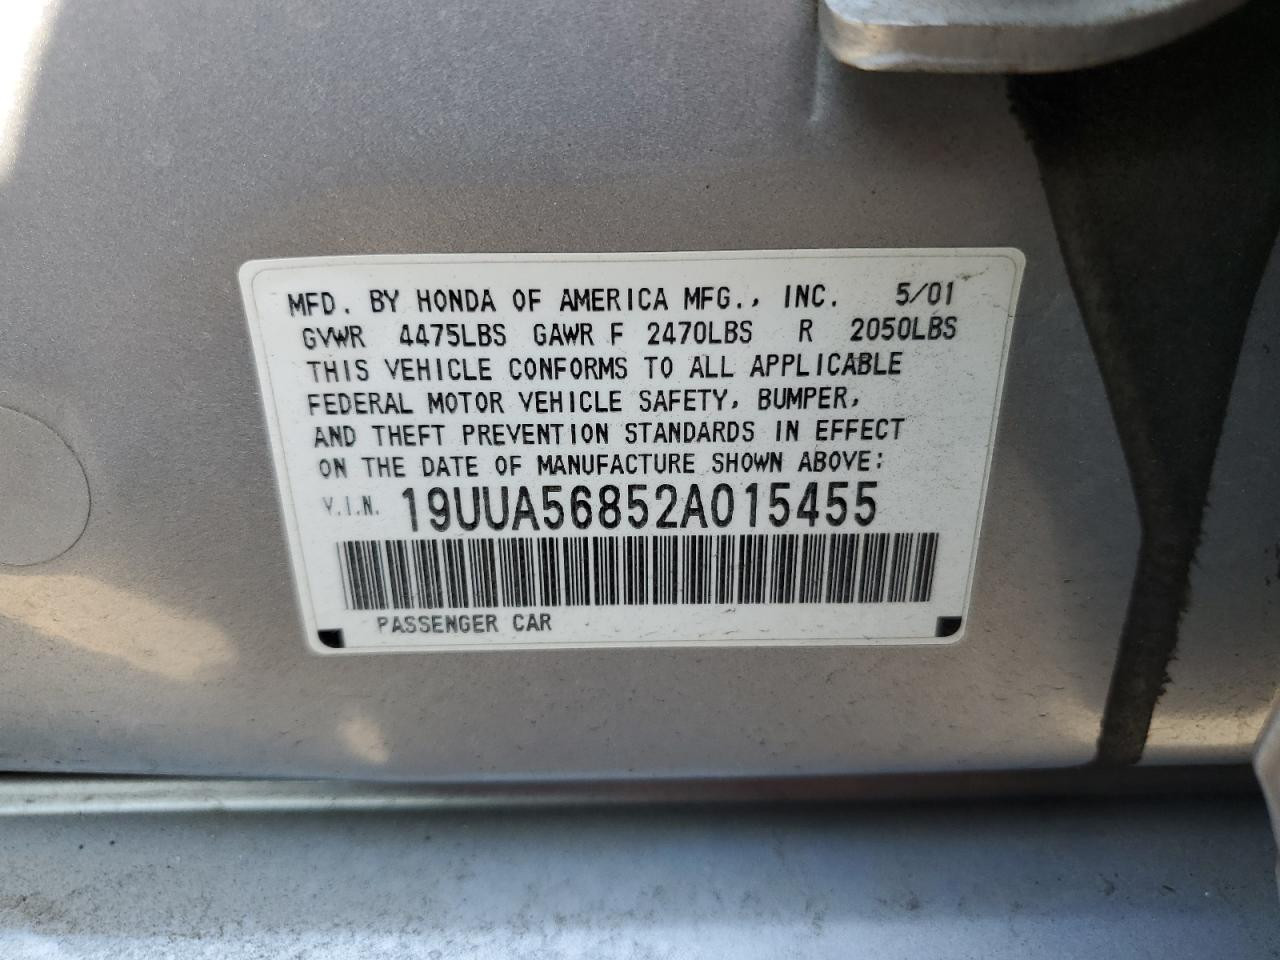 MFD. BY HONDA OF AMERICA MFG., INC. 5/01
GVWR 4475LBS GAWR F 2470LBS R 2050LBS
THIS VEHICLE CONFORMS TO ALL APPLICABLE
FEDERAL MOTOR VEHICLE SAFETY, BUMPER,
AND THEFT PREVENTION STANDARDS IN EFFECT
ON THE DATE OF MANUFACTURE SHOWN ABOVE:
V.I.N. 19UUA56852A015455
PASSENGER CAR